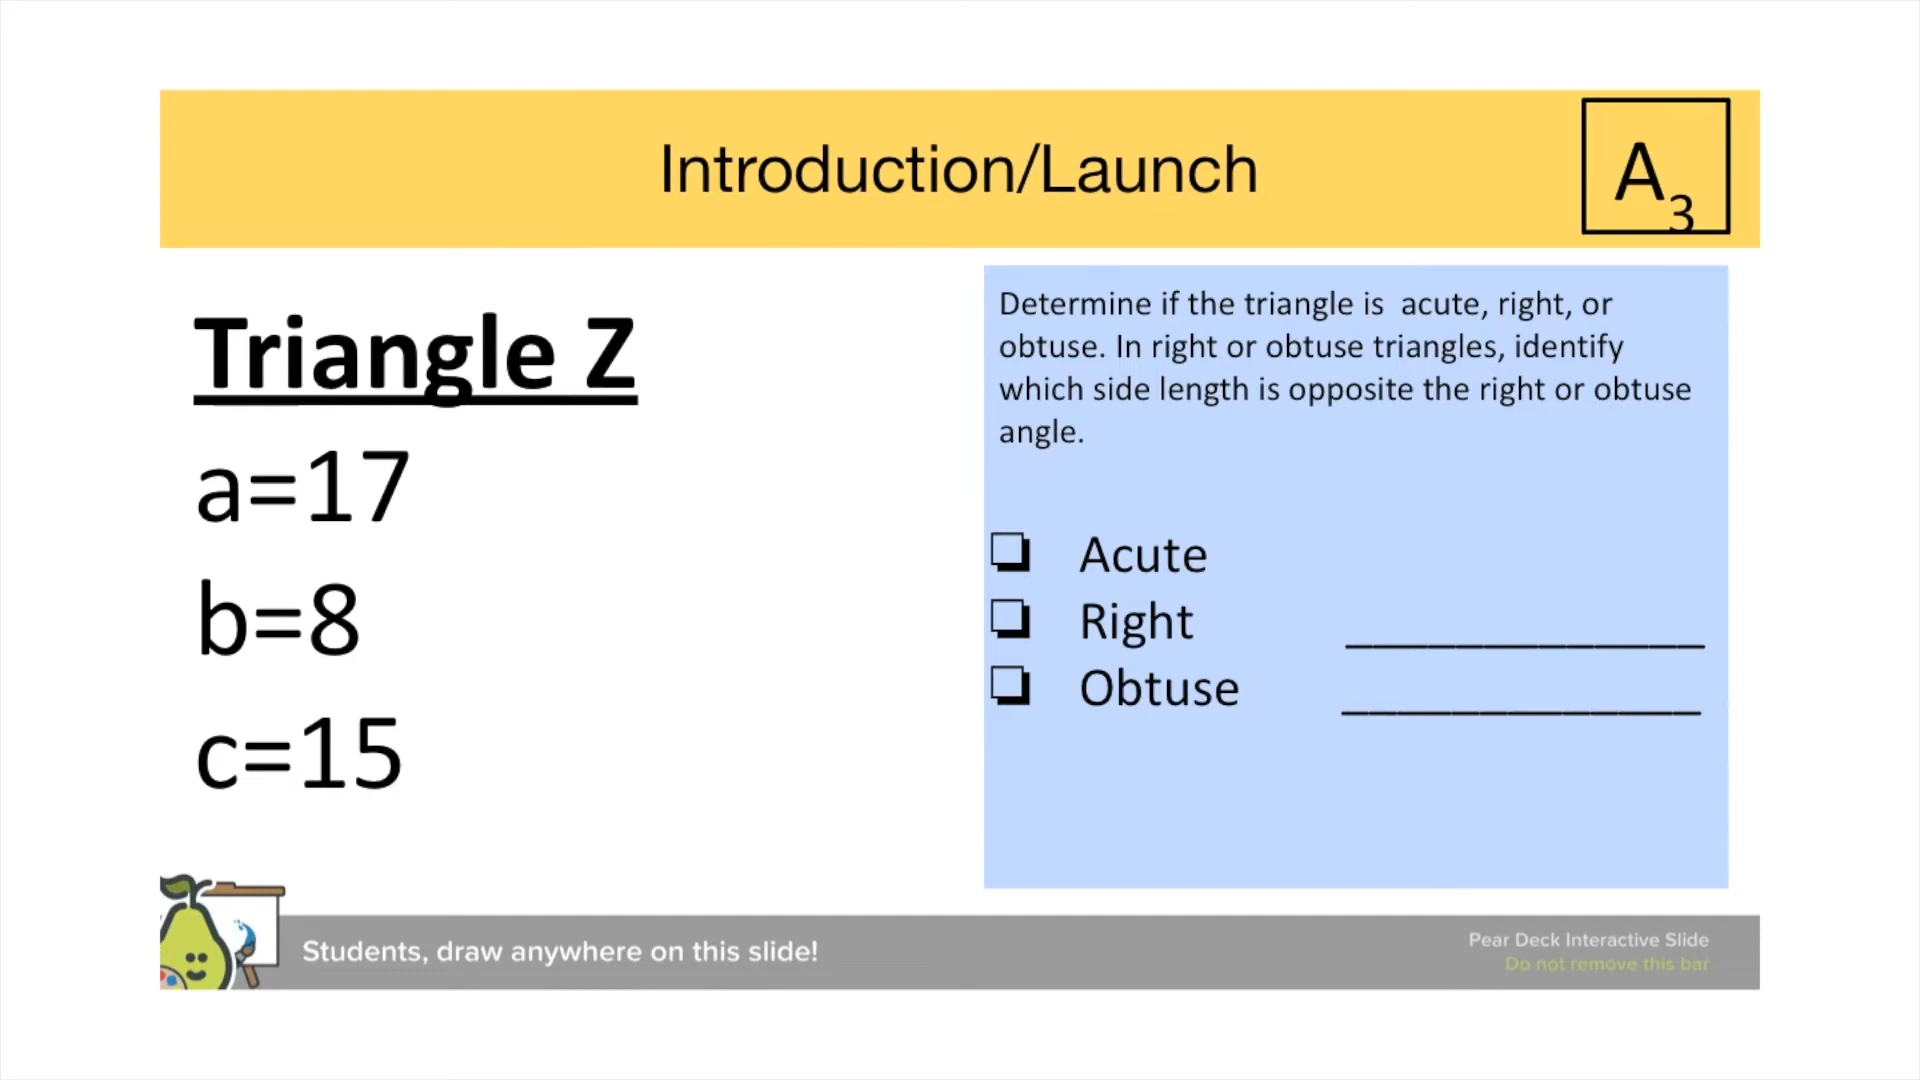 Introduction/Launch
A3
Triangle Z
a=17
b=8
c=15
Determine if the triangle is  acute, right, or
obtuse. In right or obtuse triangles, identify
which side length is opposite the right or obtuse
angle.
❏ Acute
❏ Right _____________
❏ Obtuse _____________
Students, draw anywhere on this slide!
Pear Deck Interactive Slide
Do not remove this bar